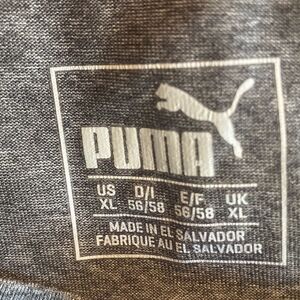 PUMA
US D/I E/F UK
XL 56/58 56/58 XL
MADE IN EL SALVADOR
FABRIQUE AU EL SALVADOR